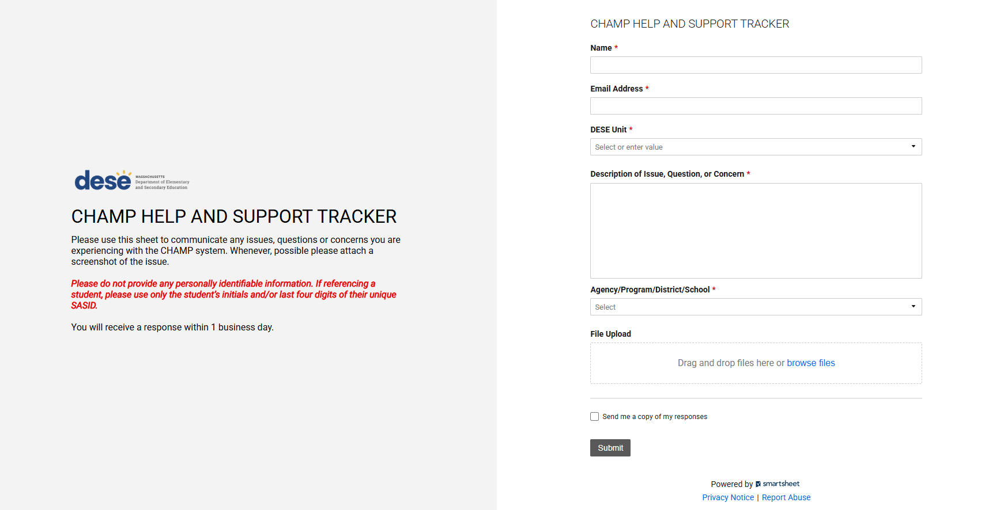 dese
MASSACHUSETTS
Department of Elementary
and Secondary Education
CHAMP HELP AND SUPPORT TRACKER
Please use this sheet to communicate any issues, questions or concerns you are
experiencing with the CHAMP system. Whenever, possible please attach a
screenshot of the issue.
Please do not provide any personally identifiable information. If referencing a
student, please use only the student's initials and/or last four digits of their unique
SASID.
You will receive a response within 1 business day.
CHAMP HELP AND SUPPORT TRACKER
Name *
Email Address *
DESE Unit *
Select or enter value
Description of Issue, Question, or Concern *
Agency/Program/District/School *
Select
File Upload
Drag and drop files here or browse files
Send me a copy of my responses
Submit
Powered by smartsheet
Privacy Notice | Report Abuse